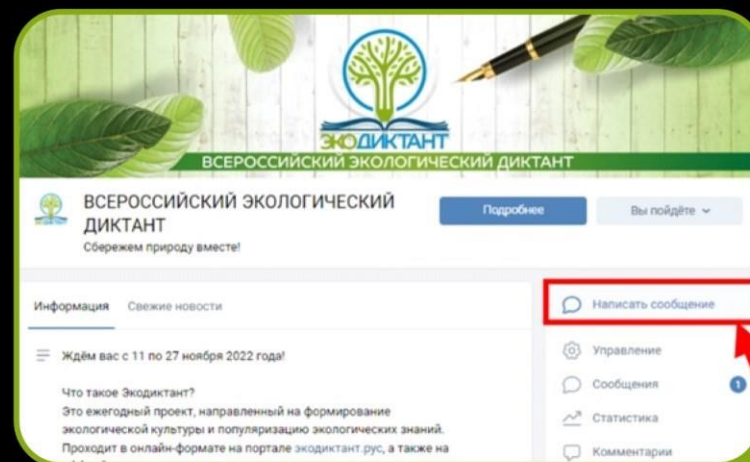 ЭКОДИКТАНТ
ВСЕРОССИЙСКИЙ ЭКОЛОГИЧЕСКИЙ ДИКТАНТ
ВСЕРОССИЙСКИЙ ЭКОЛОГИЧЕСКИЙ
ДИКТАНТ
Сбережем природу вместе!
Подробнее
Вы пойдёте
Информация Свежие новости
Ждём вас с 11 по 27 ноября 2022 года!
Что такое Экодиктант?
Это ежегодный проект, направленный на формирование
экологической культуры и популяризацию экологических знаний.
Проходит в онлайн-формате на портале экодиктант.рус, а также на
Написать сообщение
Управление
Сообщения 1
Статистика
Комментарии